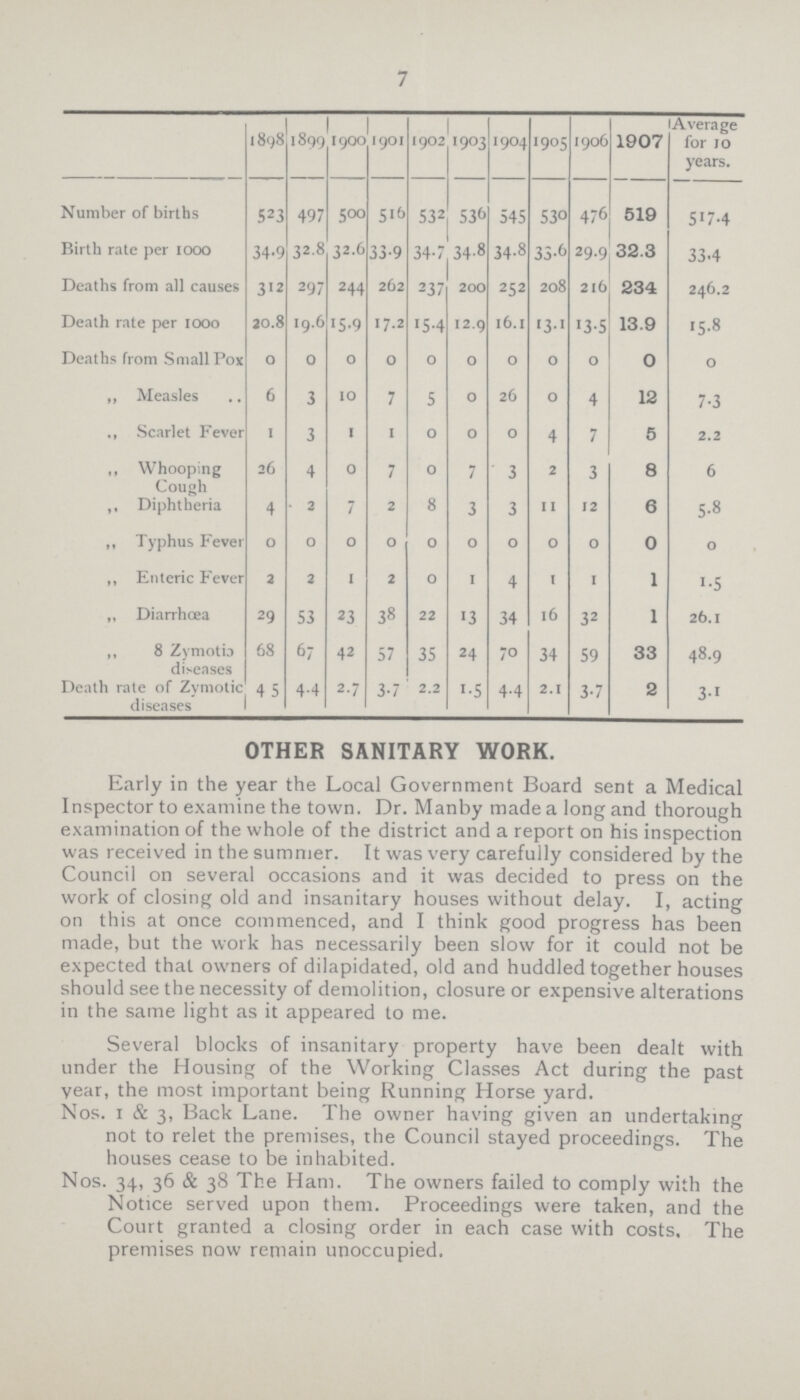 7
1898 1899 1900 1901 1902 1903 1904 1905 1906 1907 Average for 10 years.
Number of births 523 497 500 516 532 536 545 530 476 519 517.4
Birth rate per 1000 34.9 32.8 32.6 33.9 34.7 34.8 34.8 33.6 29.9 32.3 33.4
Deaths from all causes 312 297 244 262 237 200 252 208 216 234 246.2
Death rate per 1000 20.8 19.6 15.9 17.2 15.4 12.9 16.1 13.1 13.5 13.9 15.8
Deaths from Small Pox 0 0 0 0 0 0 0 0 0 0 0
„ Measles .. 6 3 10 7 5 0 26 0 4 12 7.3
„ Scarlet Fever 1 3 1 1 0 0 0 4 7 5 2.2
„ Whooping Cough 26 4 0 7 0 7 3 2 3 8 6
„ Diphtheria 4 2 7 2 8 3 3 11 12 6 5.8
„ Typhus Fever 0 0 0 0 0 0 0 0 0 0 0
„ Enteric Fever 2 2 1 2 0 1 4 1 1 1 1.5
„ Diarrhœa 29 53 23 38 22 13 34 16 32 1 26.1
„ 8 Zymotic diseases 68 67 42 57 35 24 70 34 59 33 48.9
Death rate of Zymotic diseases 4 5 4.4 2.7 3.7 2.2 1.5 4.4 2.1 3.7 2 3.1
OTHER SANITARY WORK.
Early in the year the Local Government Board sent a Medical
Inspector to examine the town. Dr. Manby made a long and thorough
examination of the whole of the district and a report on his inspection
was received in the summer. It was very carefully considered by the
Council on several occasions and it was decided to press on the
work of closing old and insanitary houses without delay. I, acting
on this at once commenced, and I think good progress has been
made, but the work has necessarily been slow for it could not be
expected that owners of dilapidated, old and huddled together houses
should see the necessity of demolition, closure or expensive alterations
in the same light as it appeared to me.
Several blocks of insanitary property have been dealt with
under the Housing of the Working Classes Act during the past
year, the most important being Running Horse yard.
Nos. 1 & 3, Back Lane. The owner having given an undertaking
not to relet the premises, the Council stayed proceedings. The
houses cease to be inhabited.
Nos. 34, 36 & 38 The Ham. The owners failed to comply with the
Notice served upon them. Proceedings were taken, and the
Court granted a closing order in each case with costs. The
premises now remain unoccupied.